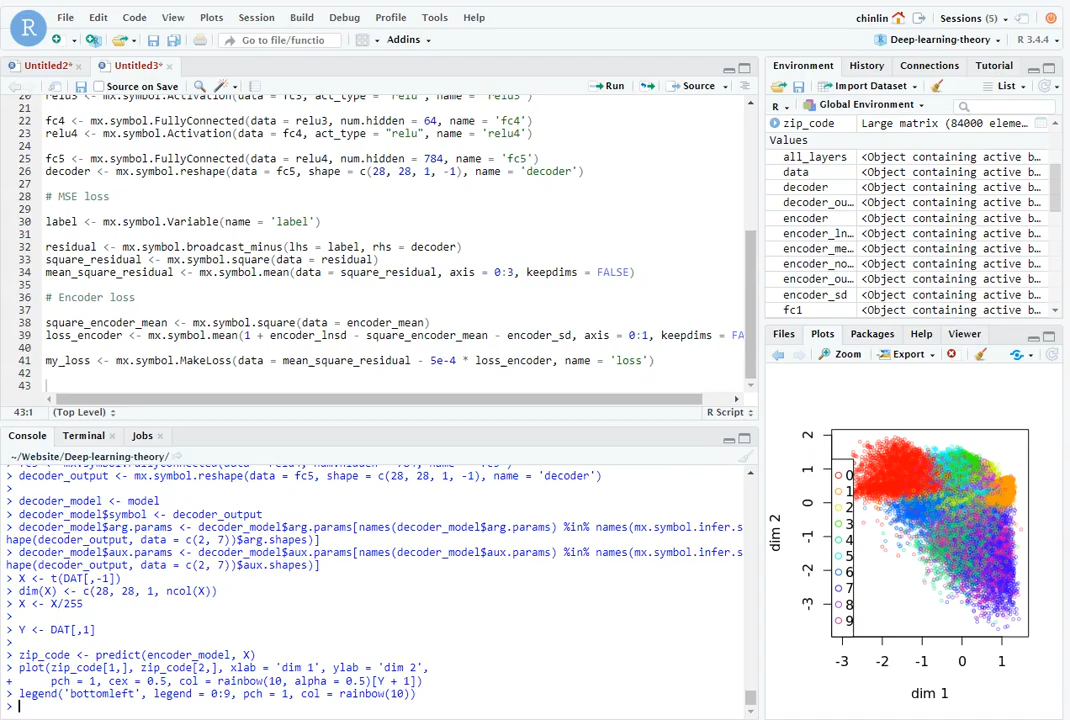 File Edit Code View Plots Session Build Debug Profile Tools Help
chinlin Sessions (5)
Go to file/functio Addins
Deep-learning-theory R 3.4.4
Untitled2* × Untitled3* ×
Source on Save Run Source
21 relu3 <- mx.symbol.Activation(data = fc3, act_type = "relu", name = 'relu3')
22 fc4 <- mx.symbol.FullyConnected(data = relu3, num.hidden = 64, name = 'fc4')
23 relu4 <- mx.symbol.Activation(data = fc4, act_type = "relu", name = 'relu4')
24
25 fc5 <- mx.symbol.FullyConnected(data = relu4, num.hidden = 784, name = 'fc5')
26 decoder <- mx.symbol.reshape(data = fc5, shape = c(28, 28, 1, -1), name = 'decoder')
27
28 # MSE loss
29
30 label <- mx.symbol.Variable(name = 'label')
31
32 residual <- mx.symbol.broadcast_minus(lhs = label, rhs = decoder)
33 square_residual <- mx.symbol.square(data = residual)
34 mean_square_residual <- mx.symbol.mean(data = square_residual, axis = 0:3, keepdims = FALSE)
35
36 # Encoder loss
37
38 square_encoder_mean <- mx.symbol.square(data = encoder_mean)
39 loss_encoder <- mx.symbol.mean(1 + encoder_lnsd - square_encoder_mean - encoder_sd, axis = 0:1, keepdims = FA
40
41 my_loss <- mx.symbol.MakeLoss(data = mean_square_residual - 5e-4 * loss_encoder, name = 'loss')
42
43
43:1 (Top Level) R Script
Console Terminal × Jobs ×
~/Website/Deep-learning-theory/
> decoder_output <- mx.symbol.reshape(data = fc5, shape = c(28, 28, 1, -1), name = 'decoder')
>
> decoder_model <- model
> decoder_model$symbol <- decoder_output
> decoder_model$arg.params <- decoder_model$arg.params[names(decoder_model$arg.params) %in% names(mx.symbol.infer.s
hape(decoder_output, data = c(2, 7))$arg.shapes)]
> decoder_model$aux.params <- decoder_model$aux.params[names(decoder_model$aux.params) %in% names(mx.symbol.infer.s
hape(decoder_output, data = c(2, 7))$aux.shapes)]
> X <- t(DAT[,-1])
> dim(X) <- c(28, 28, 1, ncol(X))
> X <- X/255
>
> Y <- DAT[,1]
>
> zip_code <- predict(encoder_model, X)
> plot(zip_code[1,], zip_code[2,], xlab = 'dim 1', ylab = 'dim 2',
+ pch = 1, cex = 0.5, col = rainbow(10, alpha = 0.5)[Y + 1])
> legend('bottomleft', legend = 0:9, pch = 1, col = rainbow(10))
>
Environment History Connections Tutorial
Import Dataset List
R Global Environment
zip_code Large matrix (84000 eleme…
Values
all_layers <Object containing active b…
data <Object containing active b…
decoder <Object containing active b…
decoder_ou… <Object containing active b…
encoder <Object containing active b…
encoder_ln… <Object containing active b…
encoder_me… <Object containing active b…
encoder_no… <Object containing active b…
encoder_ou… <Object containing active b…
encoder_sd <Object containing active b…
fc1 <Object containing active b…
Files Plots Packages Help Viewer
Zoom Export
2
1
0
-1
-2
-3
dim 2
0
1
2
3
4
5
6
7
8
9
-3 -2 -1 0 1
dim 1